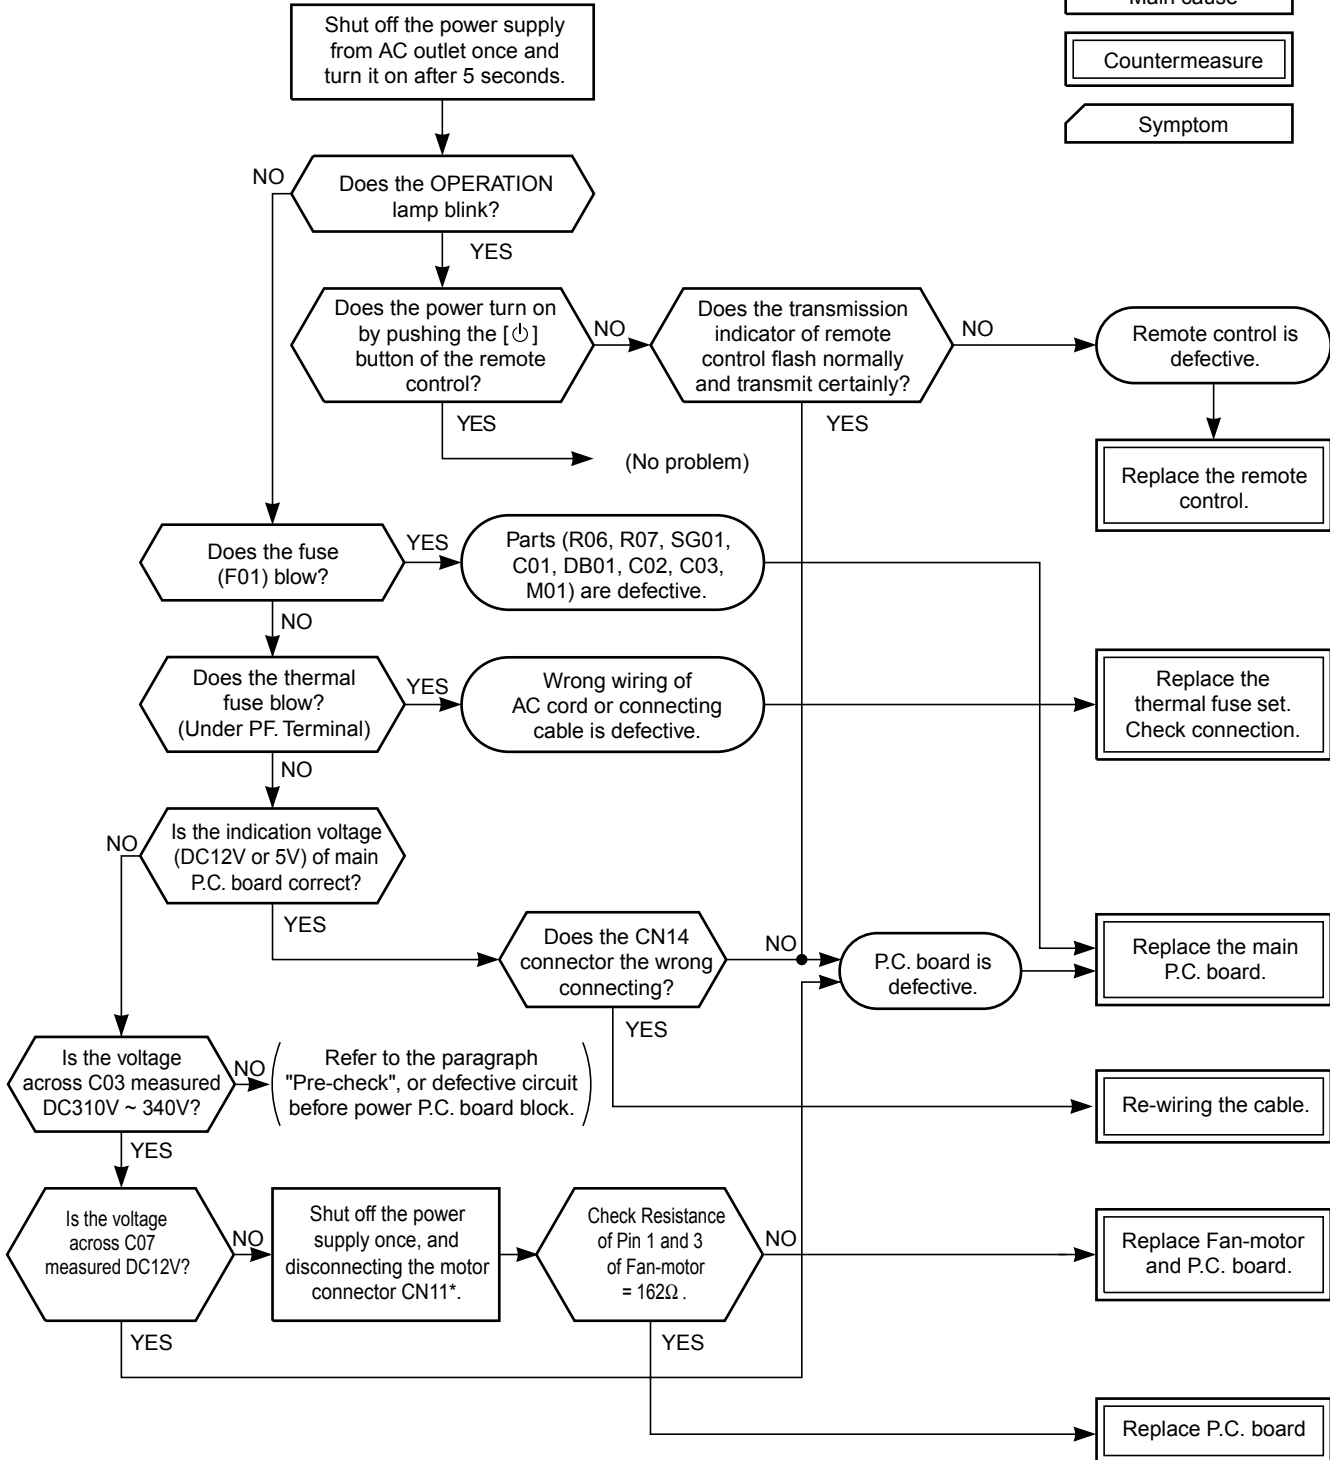 Main cause
Shut off the power supply
from AC outlet once and
turn it on after 5 seconds.
Countermeasure
Symptom
NO
Does the OPERATION
lamp blink?
YES
Does the power turn on
by pushing the [⏻]
button of the remote
control?
NO
Does the transmission
indicator of remote
control flash normally
and transmit certainly?
NO
Remote control is
defective.
YES
(No problem)
YES
Replace the remote
control.
Does the fuse
(F01) blow?
YES
Parts (R06, R07, SG01,
C01, DB01, C02, C03,
M01) are defective.
NO
Does the thermal
fuse blow?
(Under PF. Terminal)
YES
Wrong wiring of
AC cord or connecting
cable is defective.
Replace the
thermal fuse set.
Check connection.
NO
NO
Is the indication voltage
(DC12V or 5V) of main
P.C. board correct?
YES
Does the CN14
connector the wrong
connecting?
NO
P.C. board is
defective.
Replace the main
P.C. board.
YES
Is the voltage
across C03 measured
DC310V ~ 340V?
NO
Refer to the paragraph
"Pre-check", or defective circuit
before power P.C. board block.
Re-wiring the cable.
YES
Is the voltage
across C07
measured DC12V?
NO
Shut off the power
supply once, and
disconnecting the motor
connector CN11*.
Check Resistance
of Pin 1 and 3
of Fan-motor
= 162Ω .
NO
Replace Fan-motor
and P.C. board.
YES
YES
Replace P.C. board